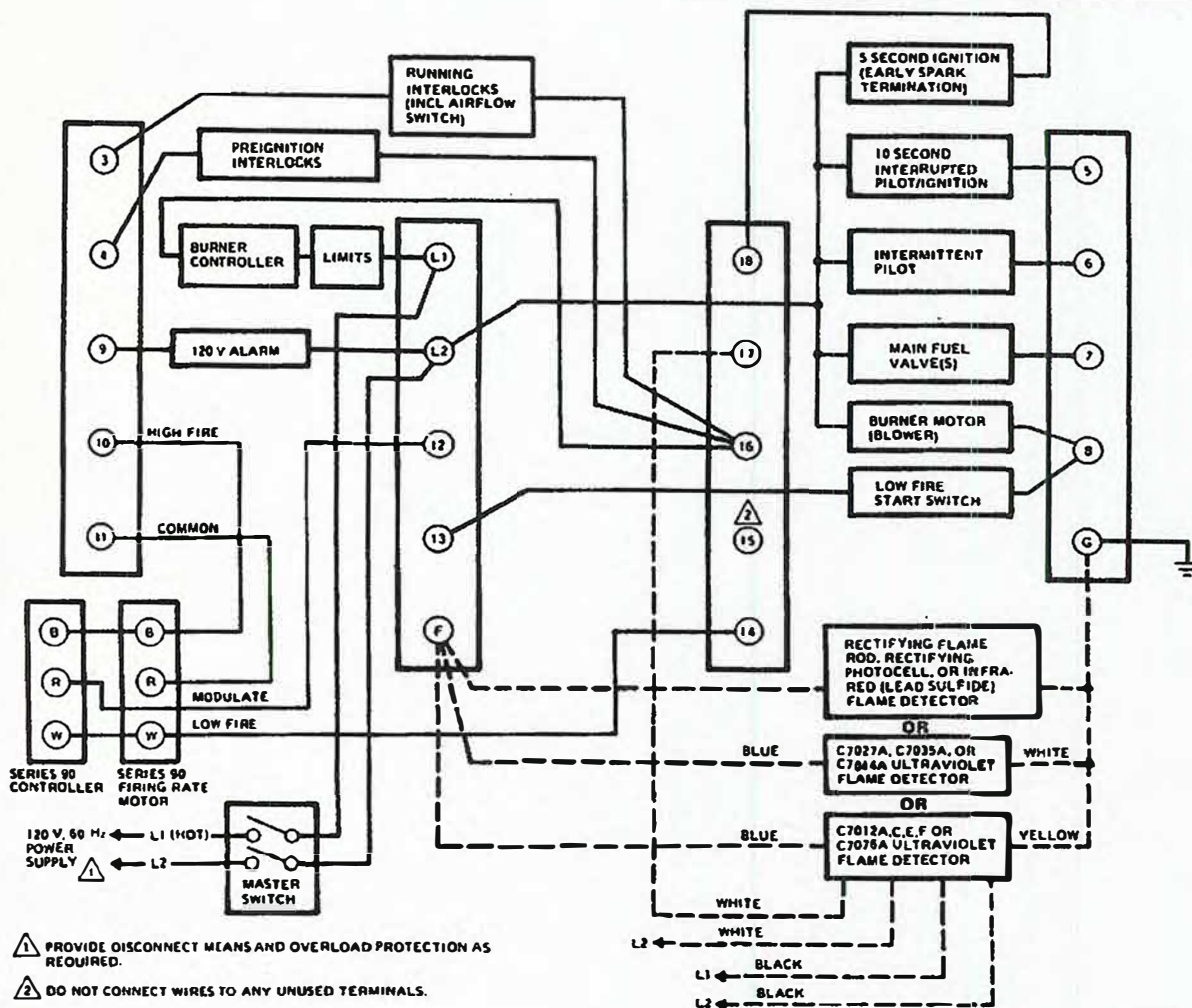 RUNNING
INTERLOCKS
(INCL AIRFLOW
SWITCH)
5 SECOND IGNITION
(EARLY SPARK
TERMINATION)
3
PREIGNITION
INTERLOCKS
10 SECOND
INTERRUPTED
PILOT/IGNITION
5
4
BURNER
CONTROLLER
LIMITS
L1
18
INTERMITTENT
PILOT
6
9
120 V ALARM
L2
17
MAIN FUEL
VALVE(S)
7
10
HIGH FIRE
12
16
BURNER MOTOR
(BLOWER)
8
LOW FIRE
START SWITCH
11
COMMON
13
2
15
G
B
B
F
14
RECTIFYING FLAME
ROD, RECTIFYING
PHOTOCELL, OR INFRA-
RED (LEAD SULFIDE)
FLAME DETECTOR
R
R
MODULATE
W
W
LOW FIRE
OR
SERIES 90
CONTROLLER
SERIES 90
FIRING RATE
MOTOR
BLUE
C7027A, C7035A, OR
C7044A ULTRAVIOLET
FLAME DETECTOR
WHITE
OR
120 V, 60 Hz
POWER
SUPPLY
1
L1 (HOT)
L2
MASTER
SWITCH
BLUE
C7012A,C,E,F OR
C7076A ULTRAVIOLET
FLAME DETECTOR
YELLOW
WHITE
L2
WHITE
L1
BLACK
L2
BLACK
1 PROVIDE DISCONNECT MEANS AND OVERLOAD PROTECTION AS
REQUIRED.
2 DO NOT CONNECT WIRES TO ANY UNUSED TERMINALS.